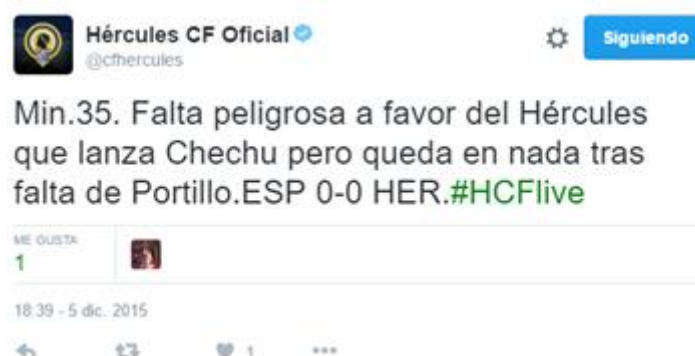 Hércules CF Oficial
@cfhercules
Siguiendo
Min.35. Falta peligrosa a favor del Hércules
que lanza Chechu pero queda en nada tras
falta de Portillo.ESP 0-0 HER.#HCFlive
ME GUSTA
1
18:39 - 5 dic. 2015
1